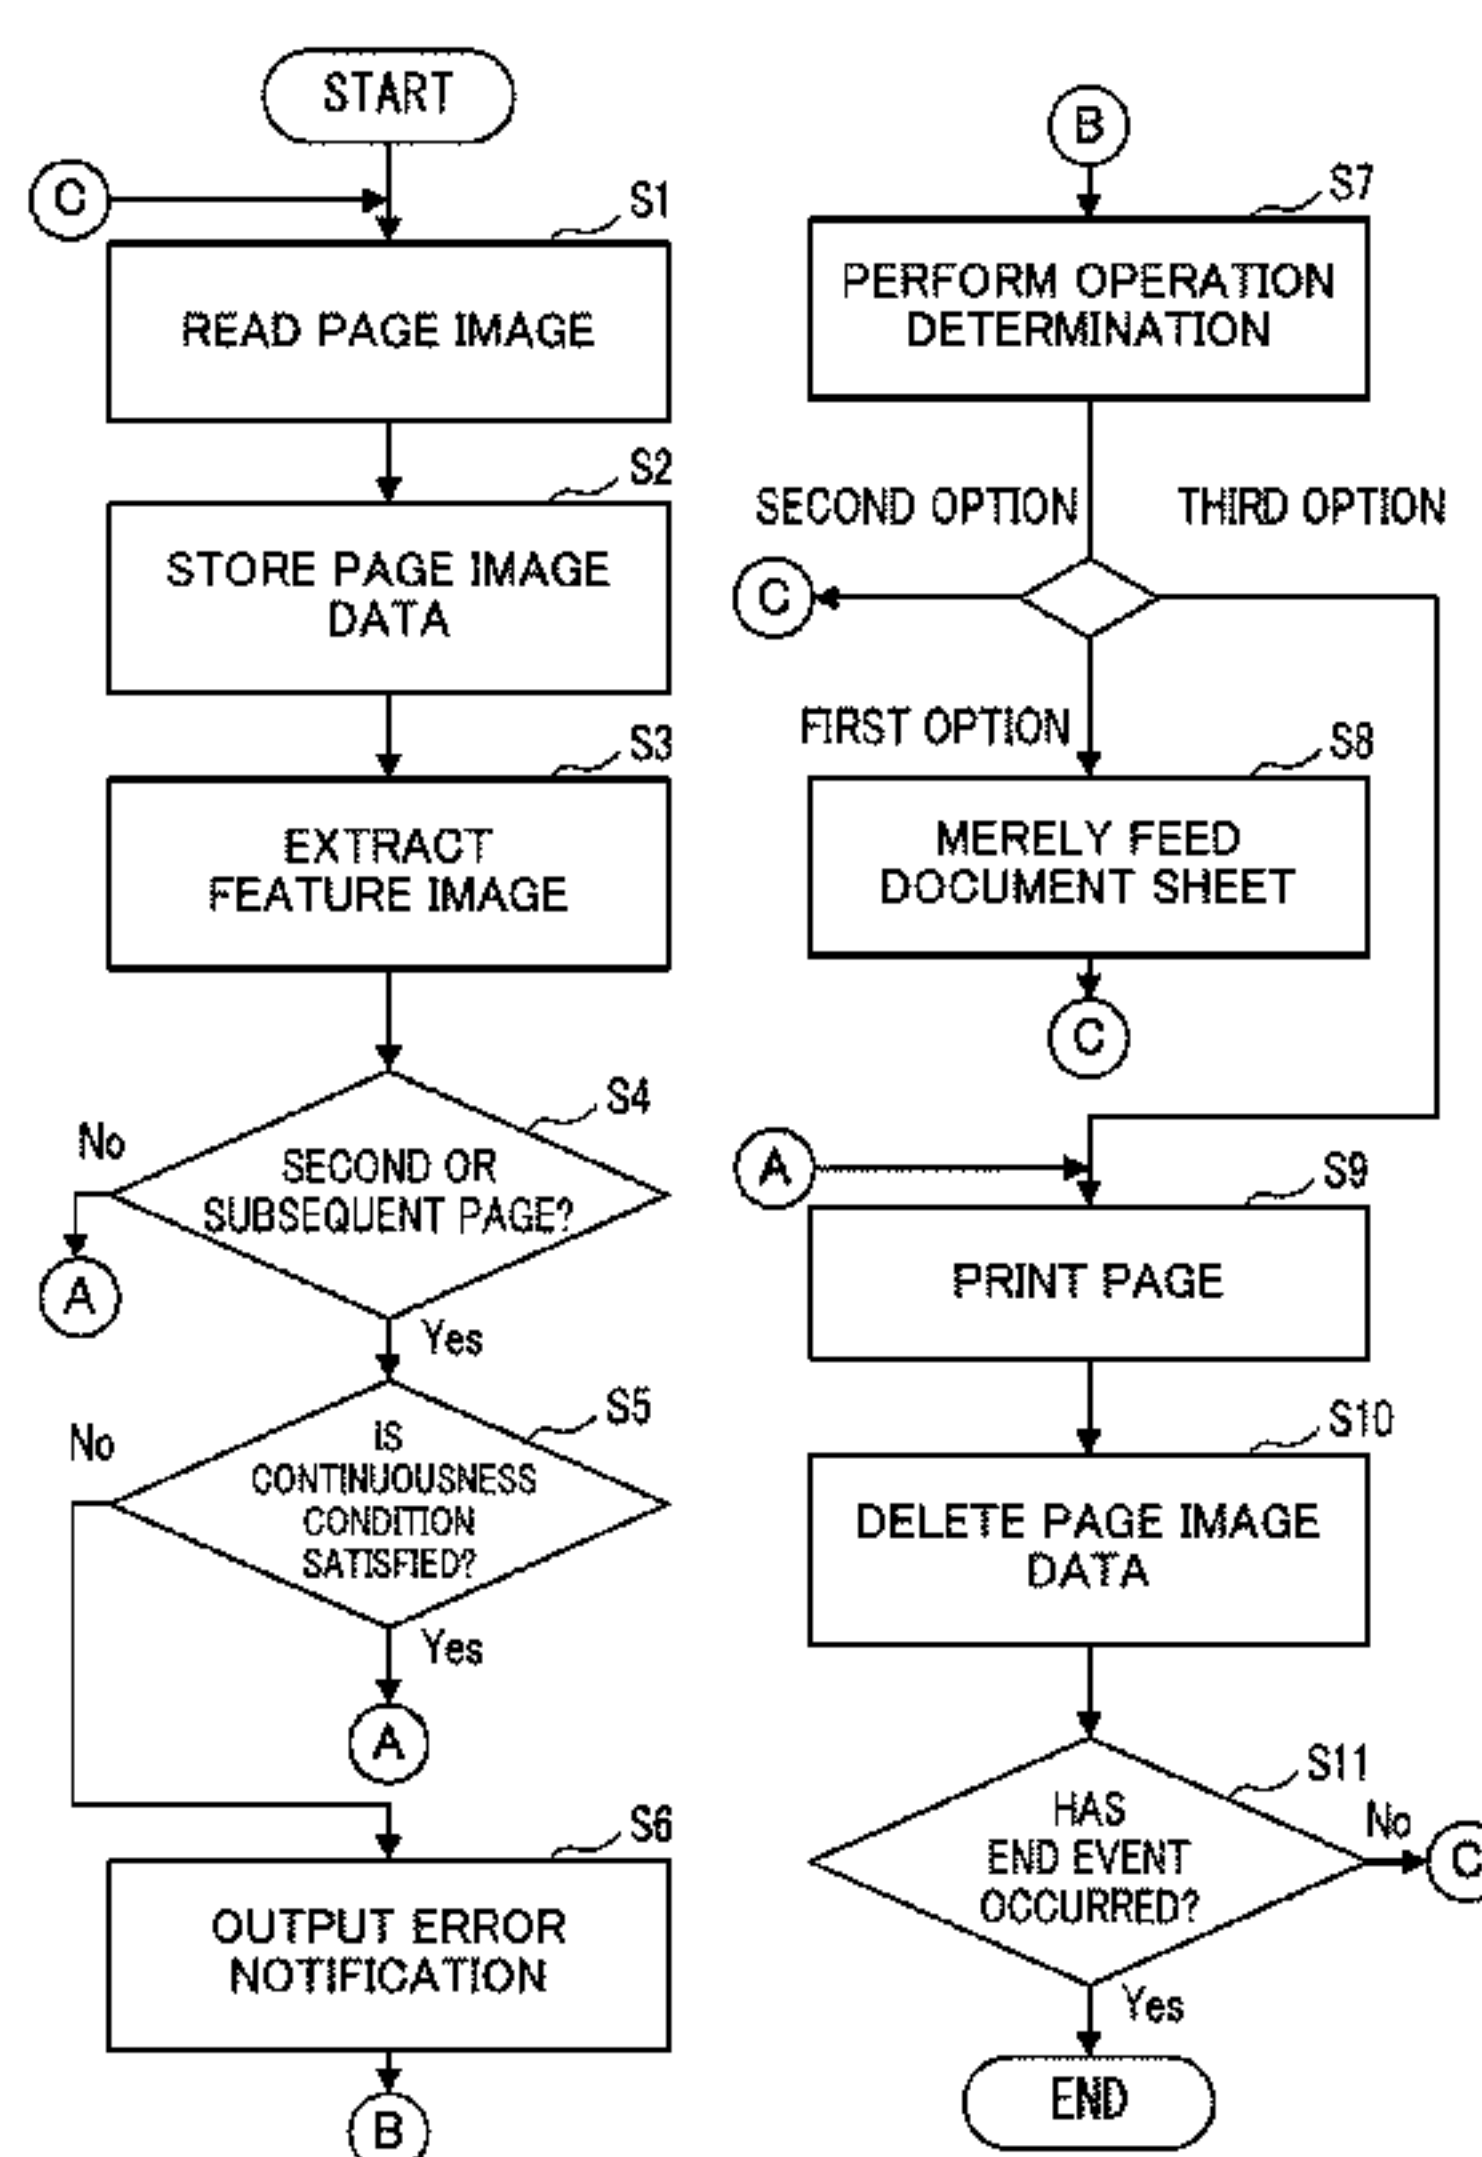 START
C
S1
READ PAGE IMAGE
S2
STORE PAGE IMAGE
DATA
S3
EXTRACT
FEATURE IMAGE
S4
No
SECOND OR
SUBSEQUENT PAGE?
A
Yes
S5
No
IS
CONTINUOUSNESS
CONDITION
SATISFIED?
Yes
A
S6
OUTPUT ERROR
NOTIFICATION
B
B
S7
PERFORM OPERATION
DETERMINATION
SECOND OPTION
THIRD OPTION
C
FIRST OPTION
S8
MERELY FEED
DOCUMENT SHEET
C
A
S9
PRINT PAGE
S10
DELETE PAGE IMAGE
DATA
S11
HAS
END EVENT
OCCURRED?
No
C
Yes
END